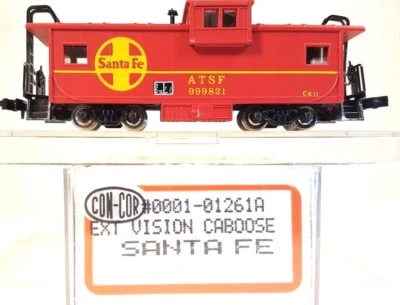 Santa Fe
ATSF
999821
CE11
CON-COR #0001-01261A
EXT VISION CABOOSE
SANTA FE